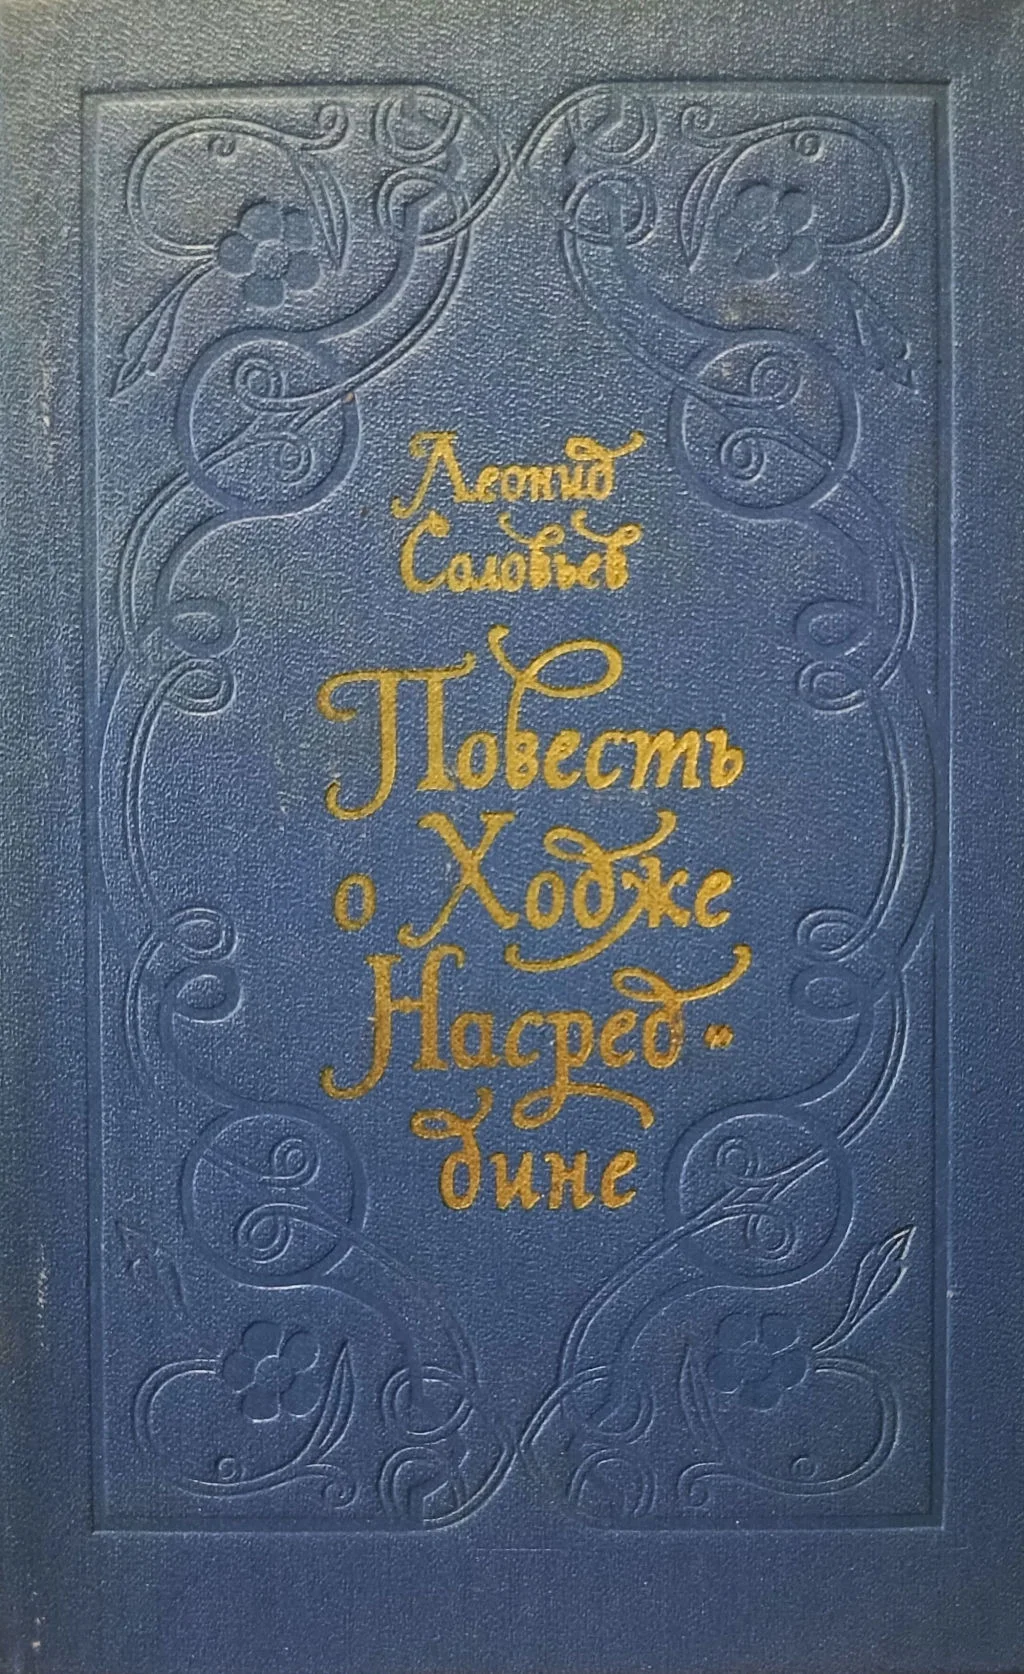 Леонид
Соловьев
Повесть
о Ходже
Насред-
дине